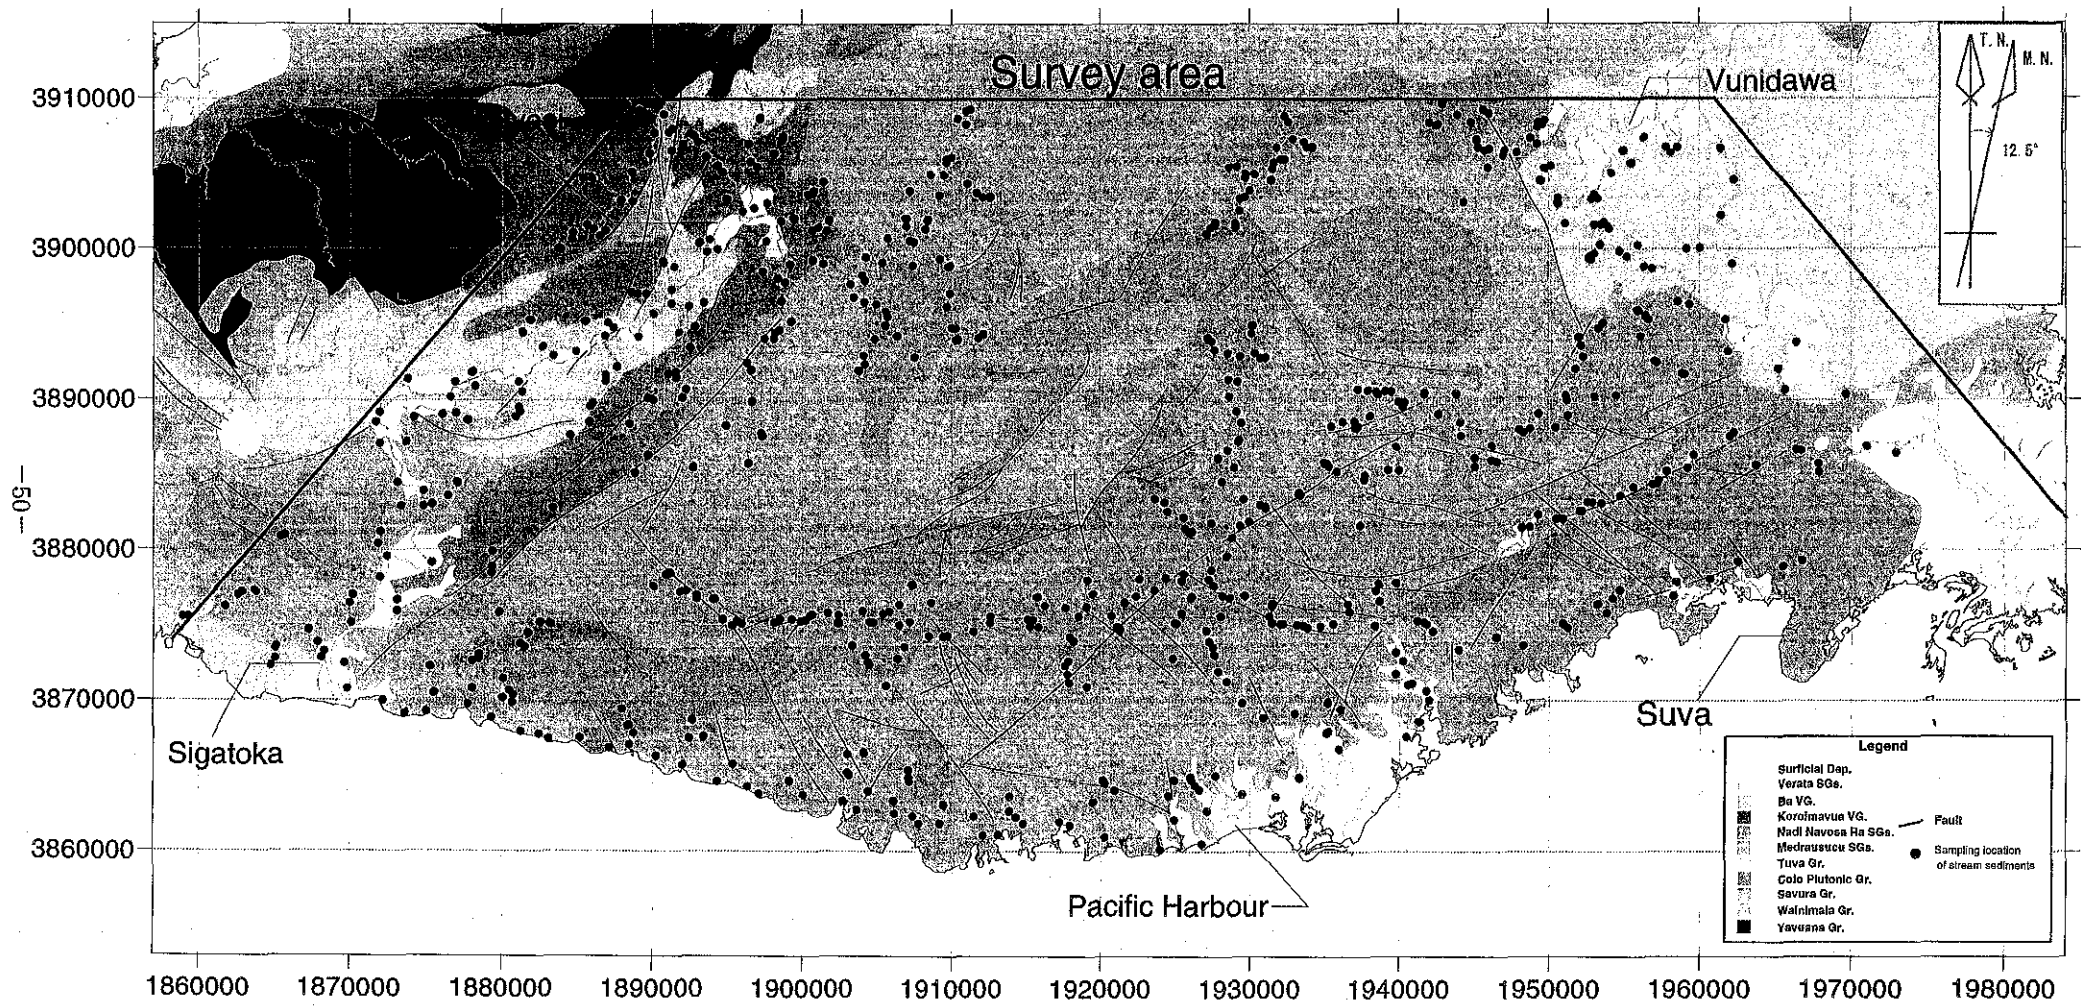 Survey area
Vunidawa
T. N.
M. N.
12.5°
3910000
3900000
3890000
3880000
3870000
3860000
—50—
Sigatoka
Suva
Pacific Harbour
Legend
Surficial Dep.
Verata SGs.
Ba VG.
Koroimavua VG.
Nadi Navosa Ra SGs.
Medrausucu SGs.
Tuva Gr.
Colo Plutonic Gr.
Savura Gr.
Wainimala Gr.
Yavuana Gr.
Fault
Sampling location
of stream sediments
1860000 1870000 1880000 1890000 1900000 1910000 1920000 1930000 1940000 1950000 1960000 1970000 1980000